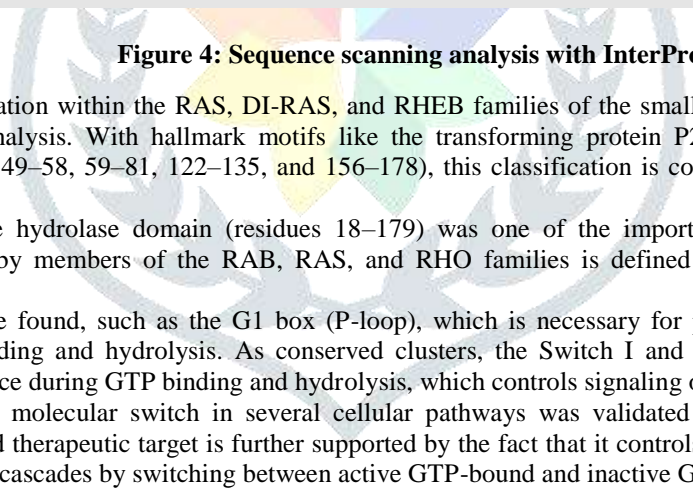 Figure 4: Sequence scanning analysis with InterPro
ation within the RAS, DI-RAS, and RHEB families of the small
nalysis. With hallmark motifs like the transforming protein P2
49–58, 59–81, 122–135, and 156–178), this classification is co
e hydrolase domain (residues 18–179) was one of the import
by members of the RAB, RAS, and RHO families is defined
e found, such as the G1 box (P-loop), which is necessary for
ding and hydrolysis. As conserved clusters, the Switch I and
ce during GTP binding and hydrolysis, which controls signaling
molecular switch in several cellular pathways was validated
d therapeutic target is further supported by the fact that it control
cascades by switching between active GTP-bound and inactive G